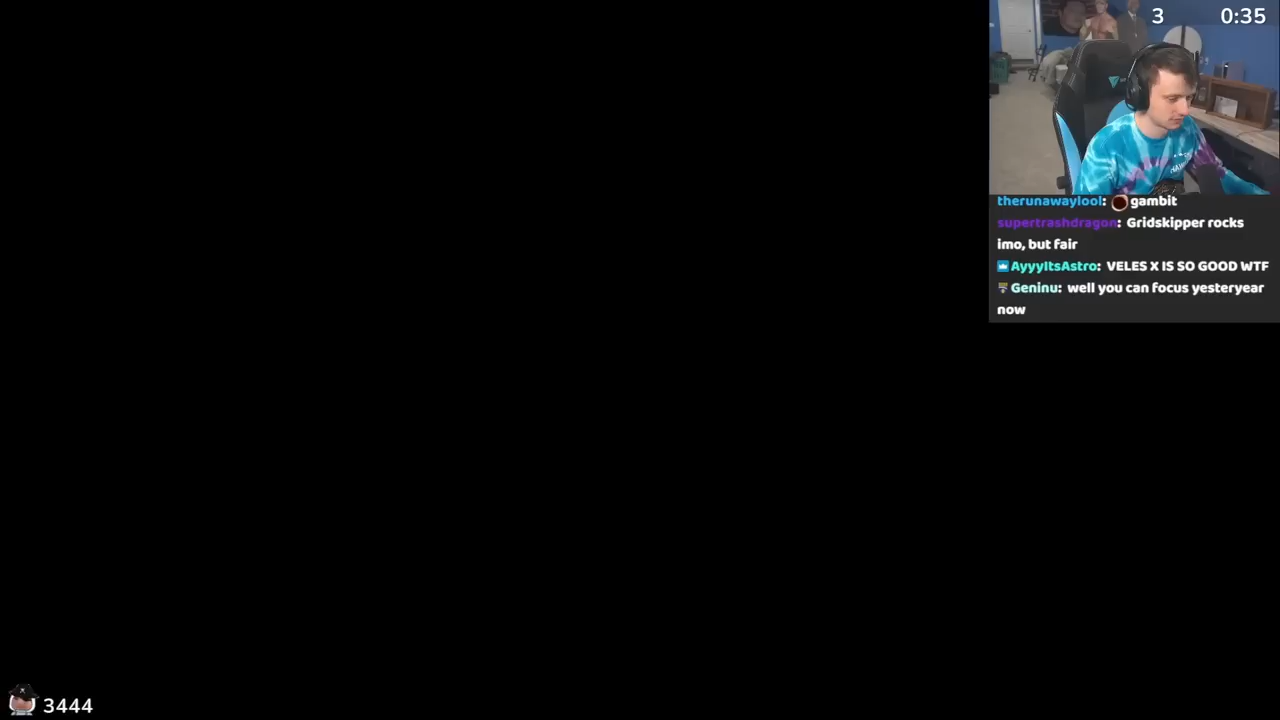 3 0:35
therunawaylool: gambit
supertrashdragon: Gridskipper rocks
imo, but fair
AyyyItsAstro: VELES X IS SO GOOD WTF
Geninu: well you can focus yesteryear
now
3444